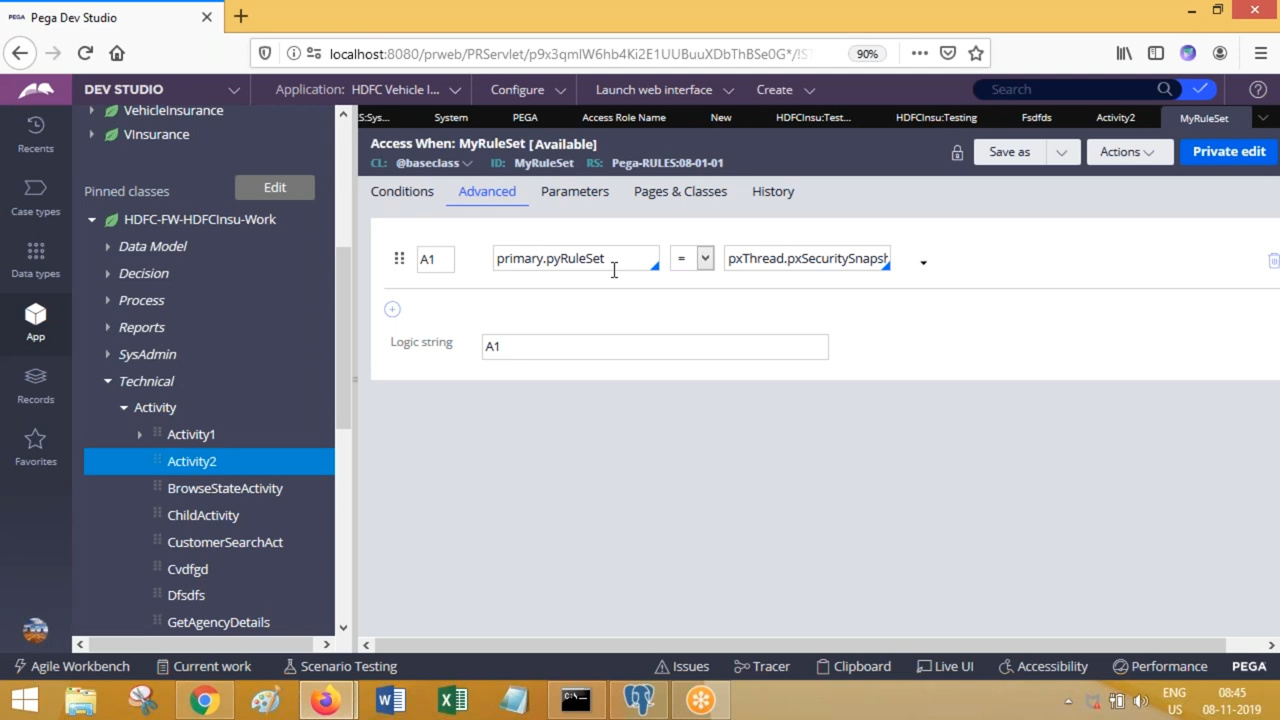 PEGA Pega Dev Studio
localhost:8080/prweb/PRServlet/p9x3qmlW6hb4Ki2E1UUBuuXDbThBSe0G*/!S
90%
DEV STUDIO
Application: HDFC Vehicle I...
Configure
Launch web interface
Create
Search
Recents
Case types
Data types
App
Records
Favorites
VehicleInsurance
VInsurance
Pinned classes
Edit
HDFC-FW-HDFCInsu-Work
Data Model
Decision
Process
Reports
SysAdmin
Technical
Activity
Activity1
Activity2
BrowseStateActivity
ChildActivity
CustomerSearchAct
Cvdfgd
Dfsdfs
GetAgencyDetails
S:Sys... System PEGA Access Role Name New HDFCInsu:Test... HDFCInsu:Testing Fsdfds Activity2 MyRuleSet
Access When: MyRuleSet [Available]
CL: @baseclass ID: MyRuleSet RS: Pega-RULES:08-01-01
Save as
Actions
Private edit
Conditions Advanced Parameters Pages & Classes History
A1 primary.pyRuleSet = pxThread.pxSecuritySnapsh
Logic string A1
Agile Workbench Current work Scenario Testing Issues Tracer Clipboard Live UI Accessibility Performance PEGA
ENG
US
08:45
08-11-2019